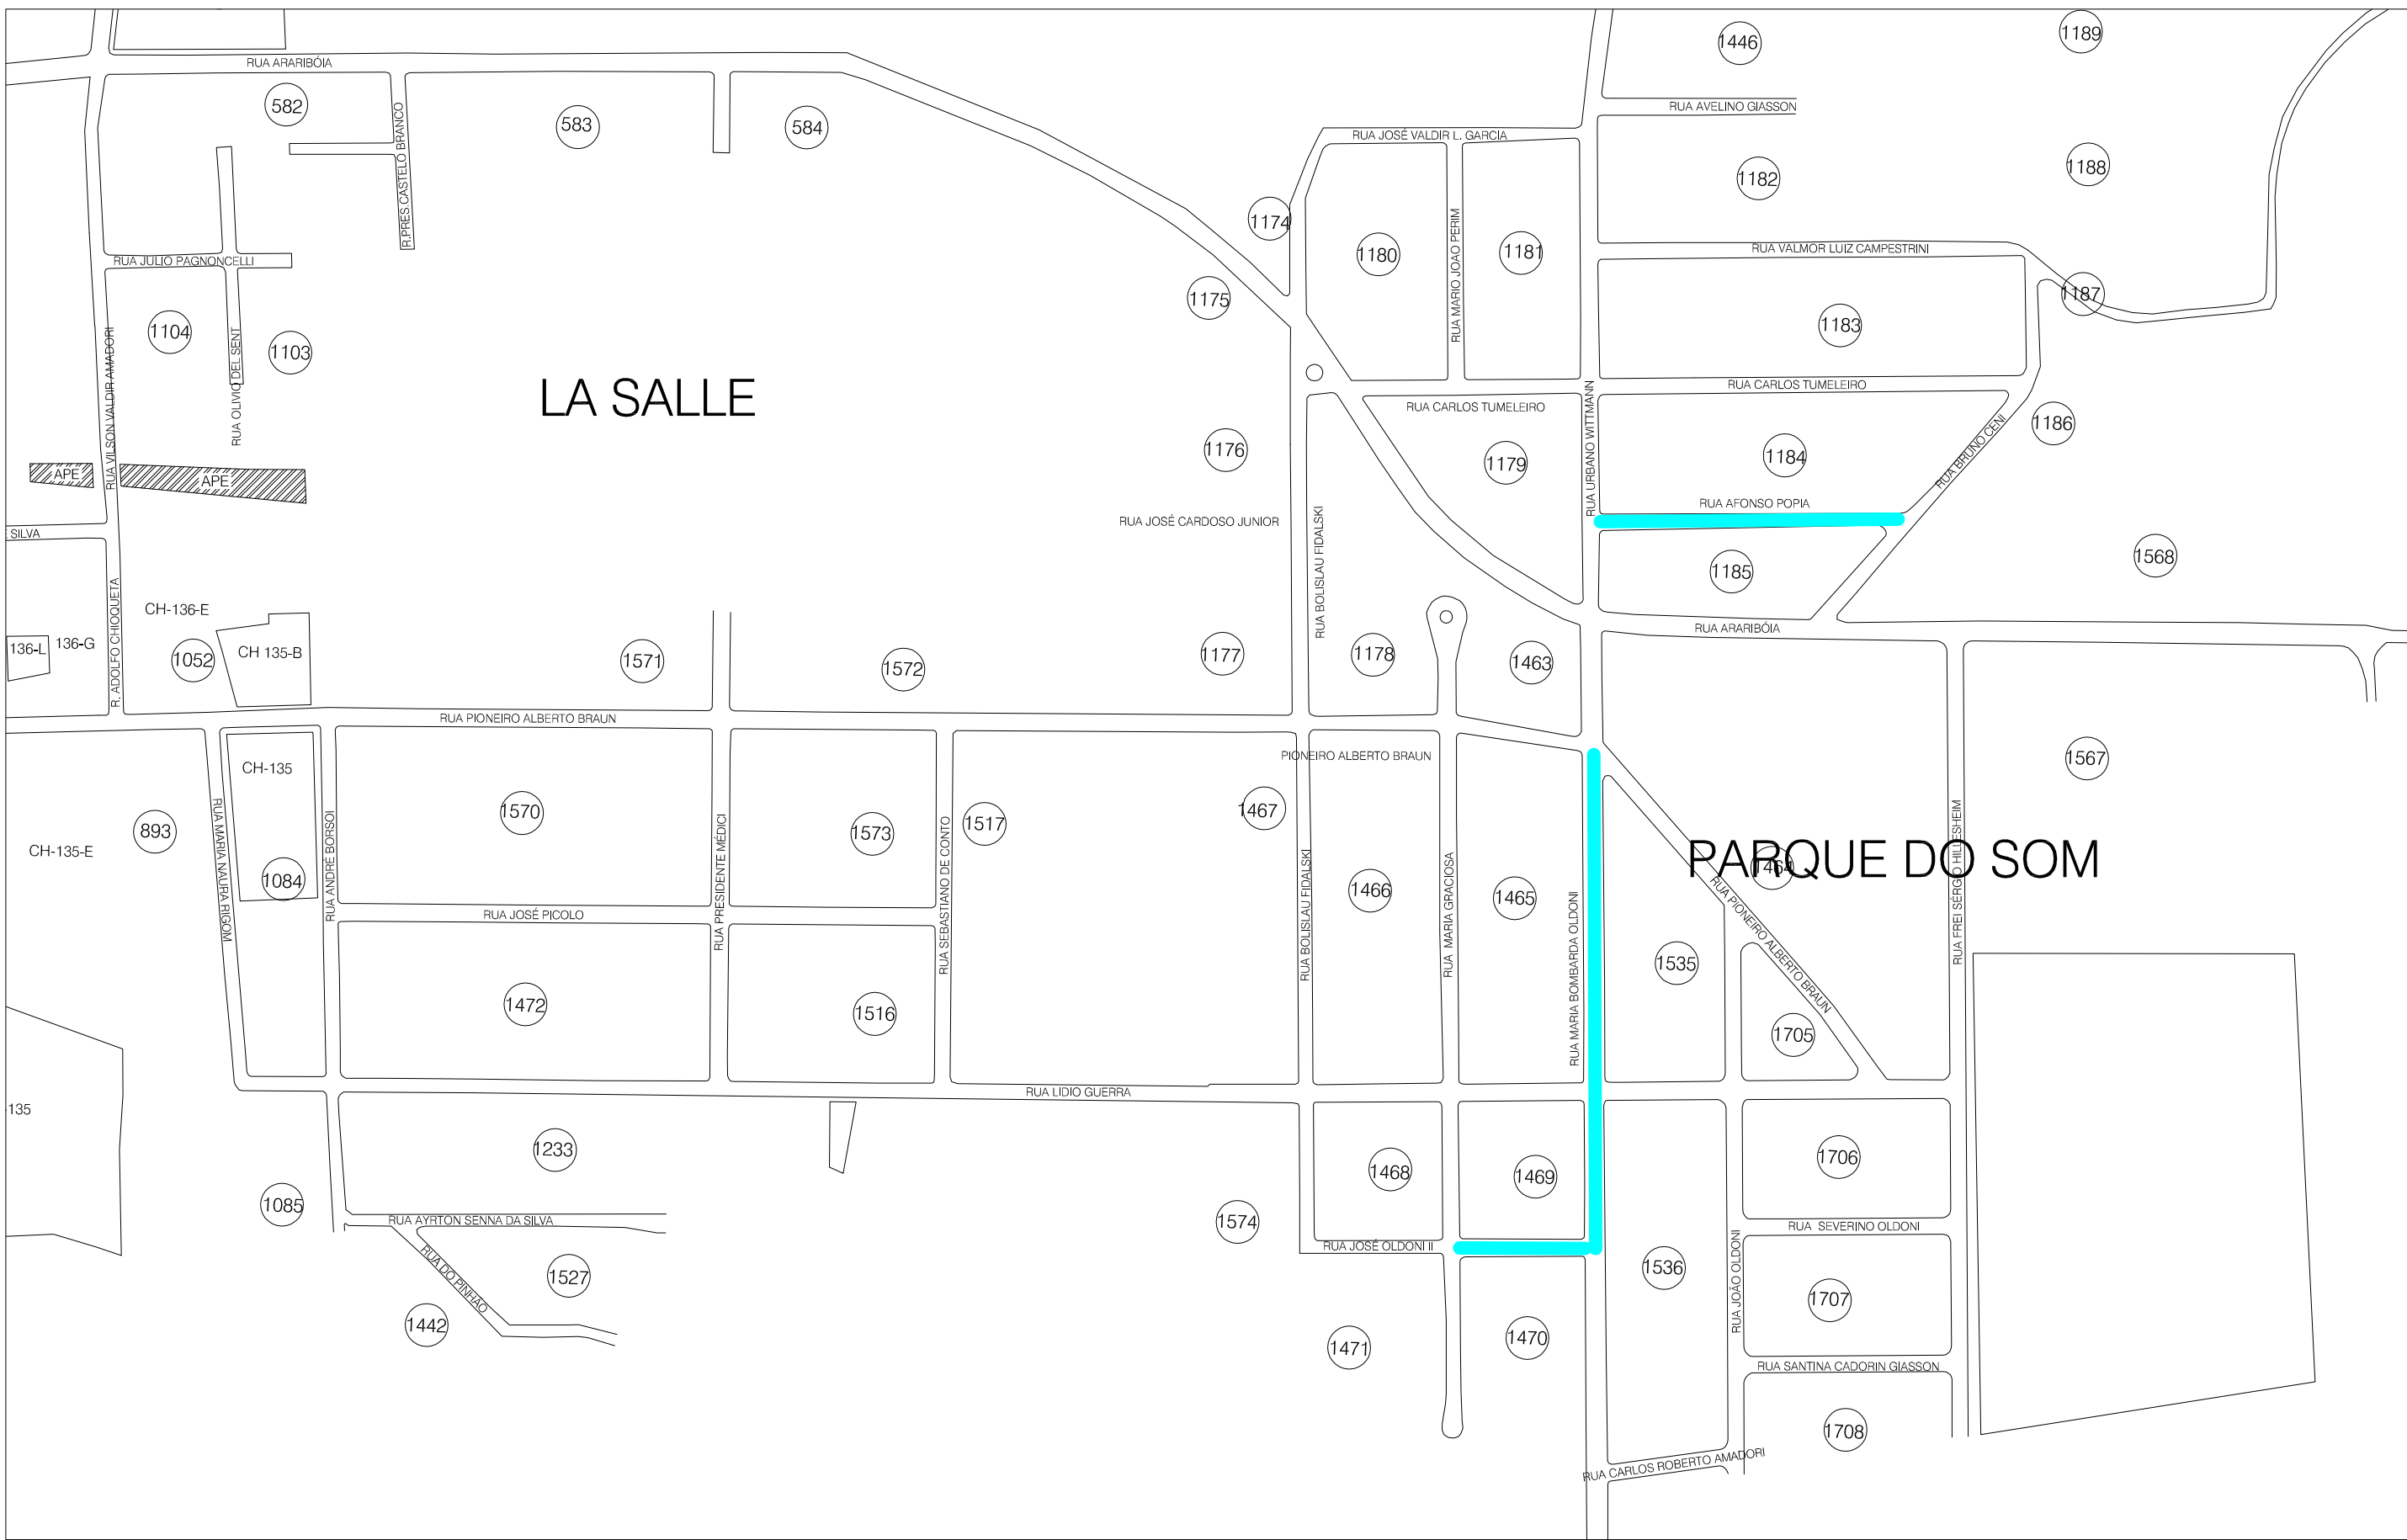 1446
1189
RUA ARARIBÓIA
582
583
584
RUA AVELINO GIASSON
RUA JOSÉ VALDIR L. GARCIA
R.PRES.CASTELO BRANCO
1182
1188
1174
1180
RUA MARIO JOAO PERIM
1181
RUA VALMOR LUIZ CAMPESTRINI
RUA JULIO PAGNONCELLI
1175
1187
1104
1103
RUA VILSON VALDIR AMADORI
RUA OLIVIO DEL SENT
1183
LA SALLE
RUA CARLOS TUMELEIRO
RUA CARLOS TUMELEIRO
RUA URBANO WITTMANN
1186
1176
1179
1184
RUA BRUNO CENI
APE
APE
RUA AFONSO POPIA
RUA JOSÉ CARDOSO JUNIOR
RUA BOLISLAU FIDALSKI
SILVA
1568
1185
CH-136-E
R. ADOLFO CHIOQUETA
136-L
136-G
1052
CH 135-B
1571
1572
1177
1178
1463
RUA ARARIBÓIA
RUA PIONEIRO ALBERTO BRAUN
PIONEIRO ALBERTO BRAUN
1567
CH-135
893
CH-135-E
RUA MARIA NAURA RIGOM
1084
RUA ANDRÉ BORSOI
1570
RUA PRESIDENTE MÉDICI
1573
RUA SEBASTIANO DE CONTO
1517
1467
RUA BOLISLAU FIDALSKI
1466
RUA MARIA GRACIOSA
1465
RUA MARIA BOMBARDA OLDONI
PARQUE DO SOM
1464
RUA PIONEIRO ALBERTO BRAUN
RUA FREI SÉRGIO HILLESHEIM
RUA JOSÉ PICOLO
1535
1472
1516
1705
RUA LIDIO GUERRA
-135
1233
1468
1469
1706
1085
RUA AYRTON SENNA DA SILVA
1574
RUA SEVERINO OLDONI
RUA JOSÉ OLDONI II
RUA DO PINHAO
1527
1536
RUA JOÃO OLDONI
1707
1442
1471
1470
RUA SANTINA CADORIN GIASSON
1708
RUA CARLOS ROBERTO AMADORI